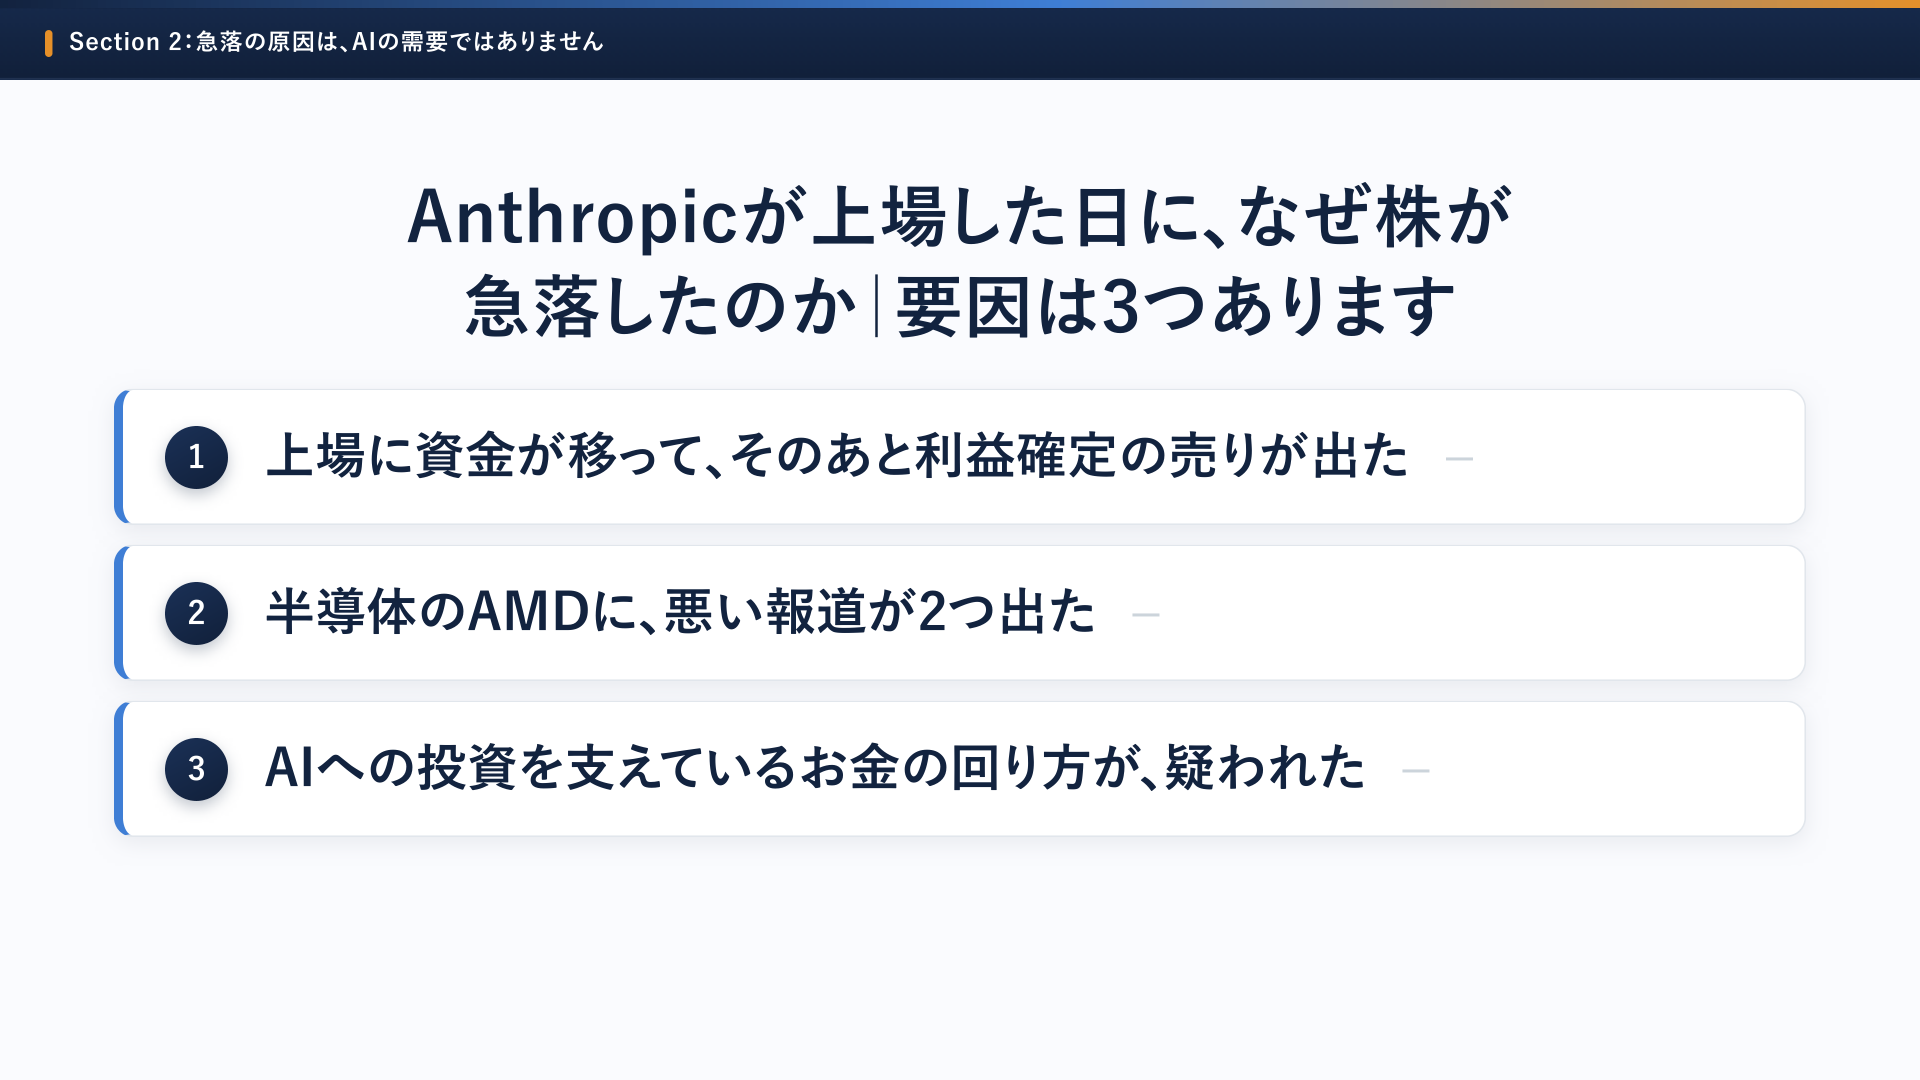 Section 2：急落の原因は、AIの需要ではありません
Anthropicが上場した日に、なぜ株が
急落したのか｜要因は3つあります
1 上場に資金が移って、そのあと利益確定の売りが出た —
2 半導体のAMDに、悪い報道が2つ出た —
3 AIへの投資を支えているお金の回り方が、疑われた —